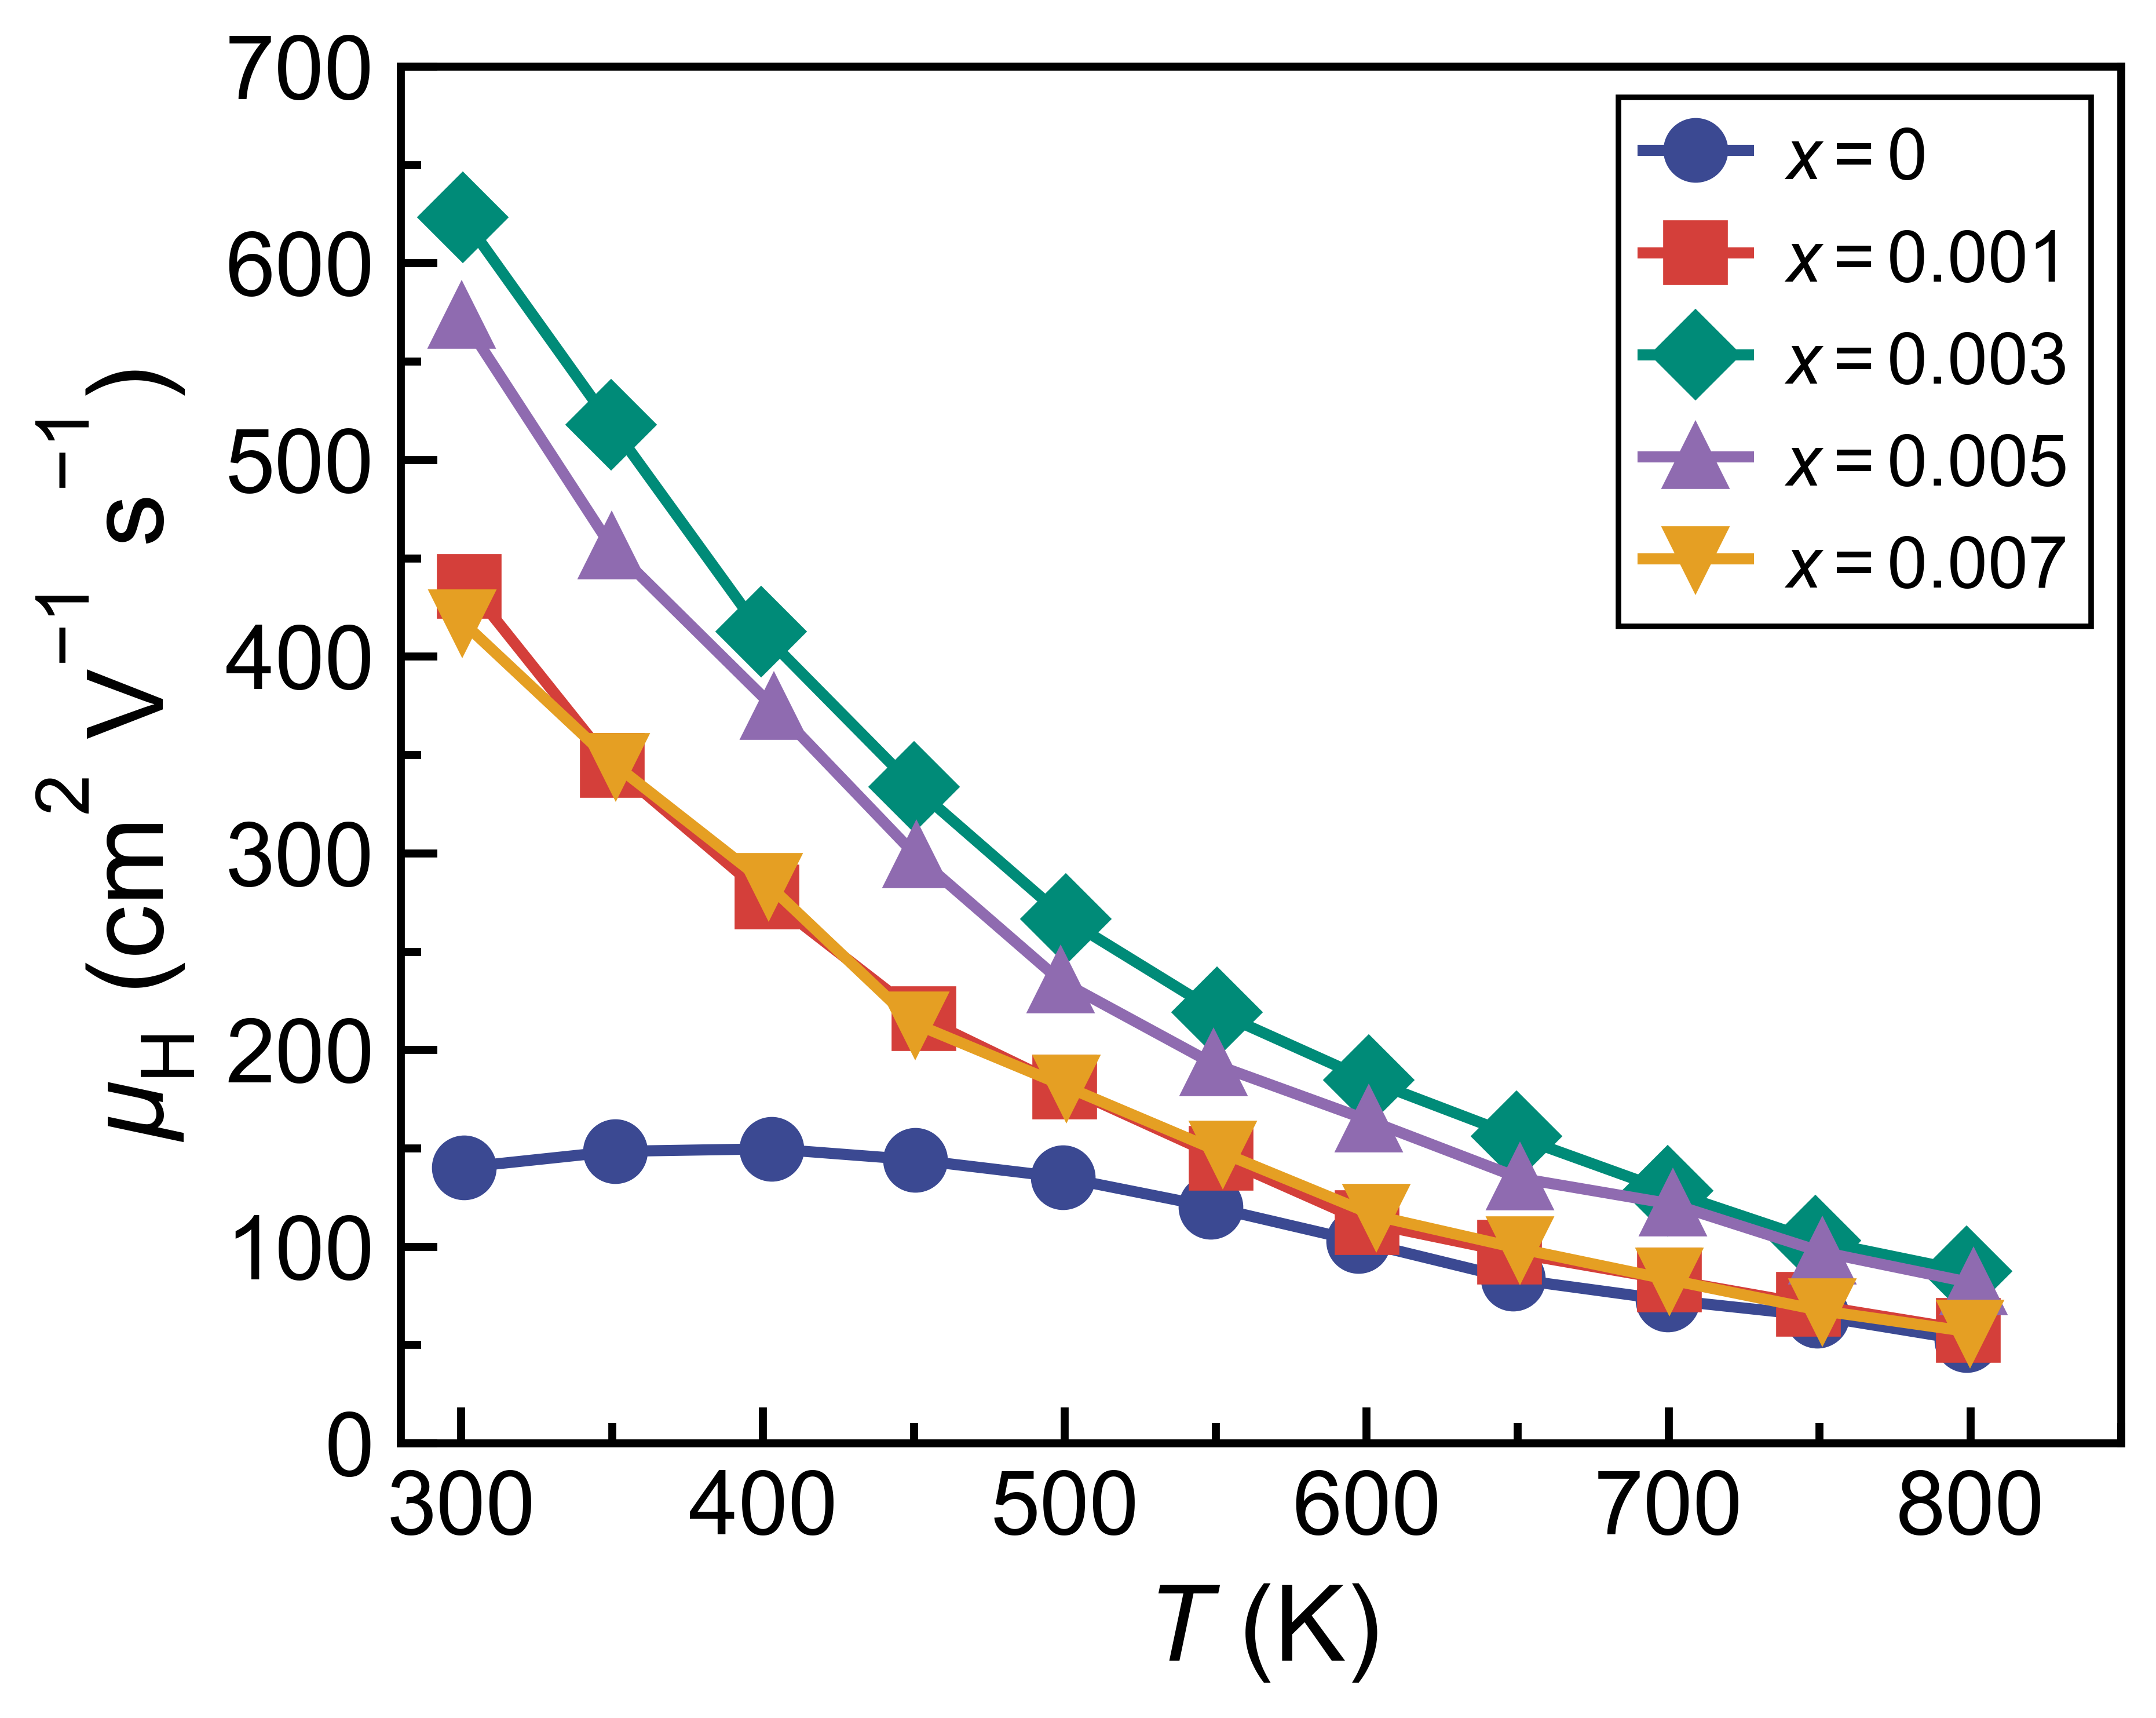 700
600
500
400
300
200
100
0
300 400 500 600 700 800
T (K)
μH (cm2 V−1 s−1)
x = 0
x = 0.001
x = 0.003
x = 0.005
x = 0.007